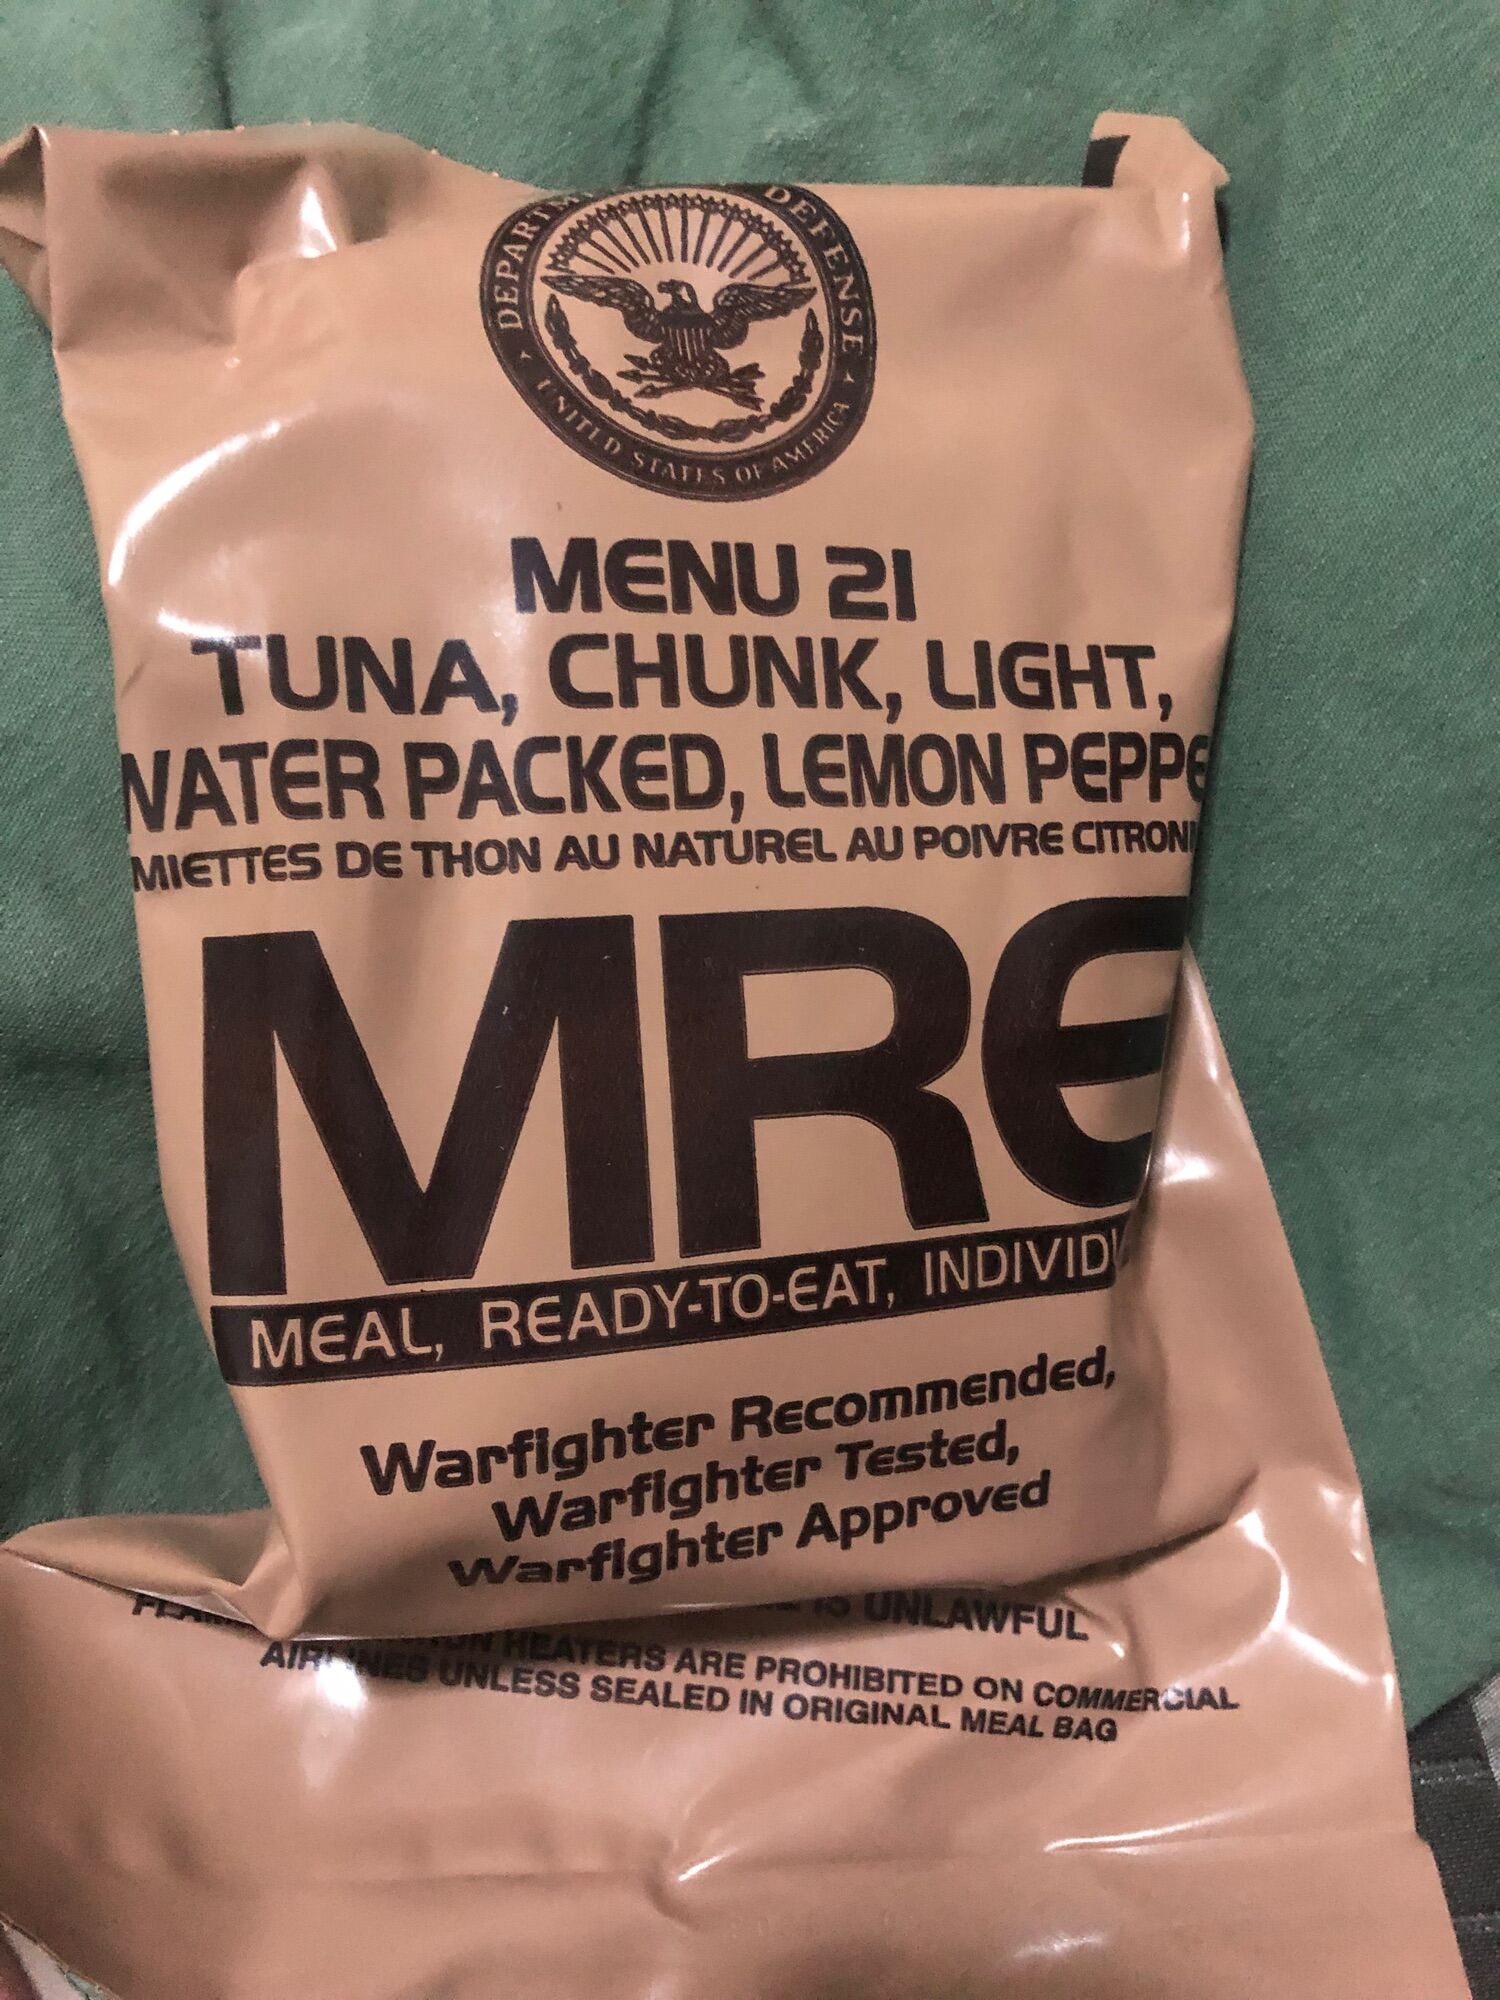 DEFENSE
UNITED STATES OF AMERICA
MENU 21
TUNA, CHUNK, LIGHT,
WATER PACKED, LEMON PEPPE
MIETTES DE THON AU NATUREL AU POIVRE CITRON
MRE
MEAL, READY-TO-EAT, INDIVID
Warfighter Recommended,
Warfighter Tested,
Warfighter Approved
IS UNLAWFUL
HEATERS ARE PROHIBITED ON COMMERCIAL
AIRLINES UNLESS SEALED IN ORIGINAL MEAL BAG